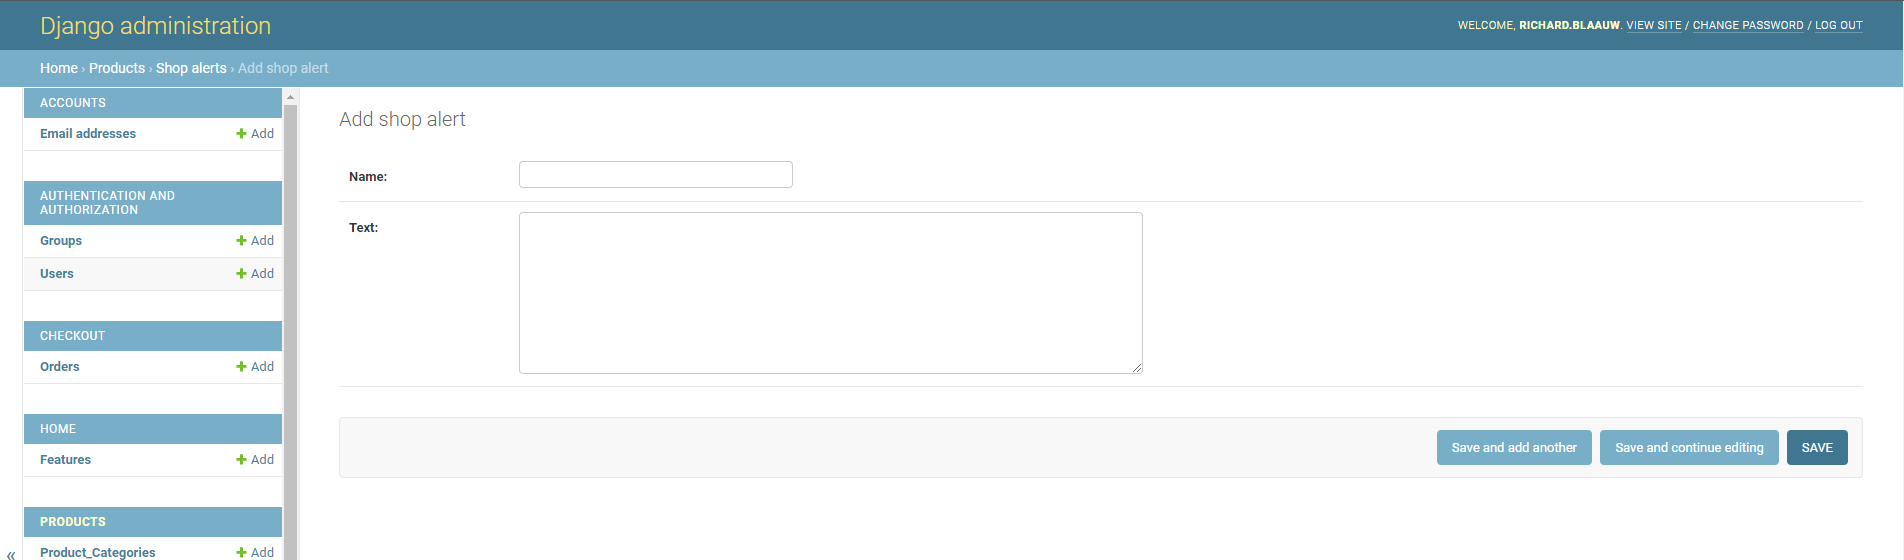 Django administration
WELCOME, RICHARD.BLAAUW. VIEW SITE / CHANGE PASSWORD / LOG OUT
Home › Products › Shop alerts › Add shop alert
ACCOUNTS
Email addresses
Add
AUTHENTICATION AND
AUTHORIZATION
Groups
Add
Users
Add
CHECKOUT
Orders
Add
HOME
Features
Add
PRODUCTS
Product_Categories
Add
«
Add shop alert
Name:
Text:
Save and add another
Save and continue editing
SAVE